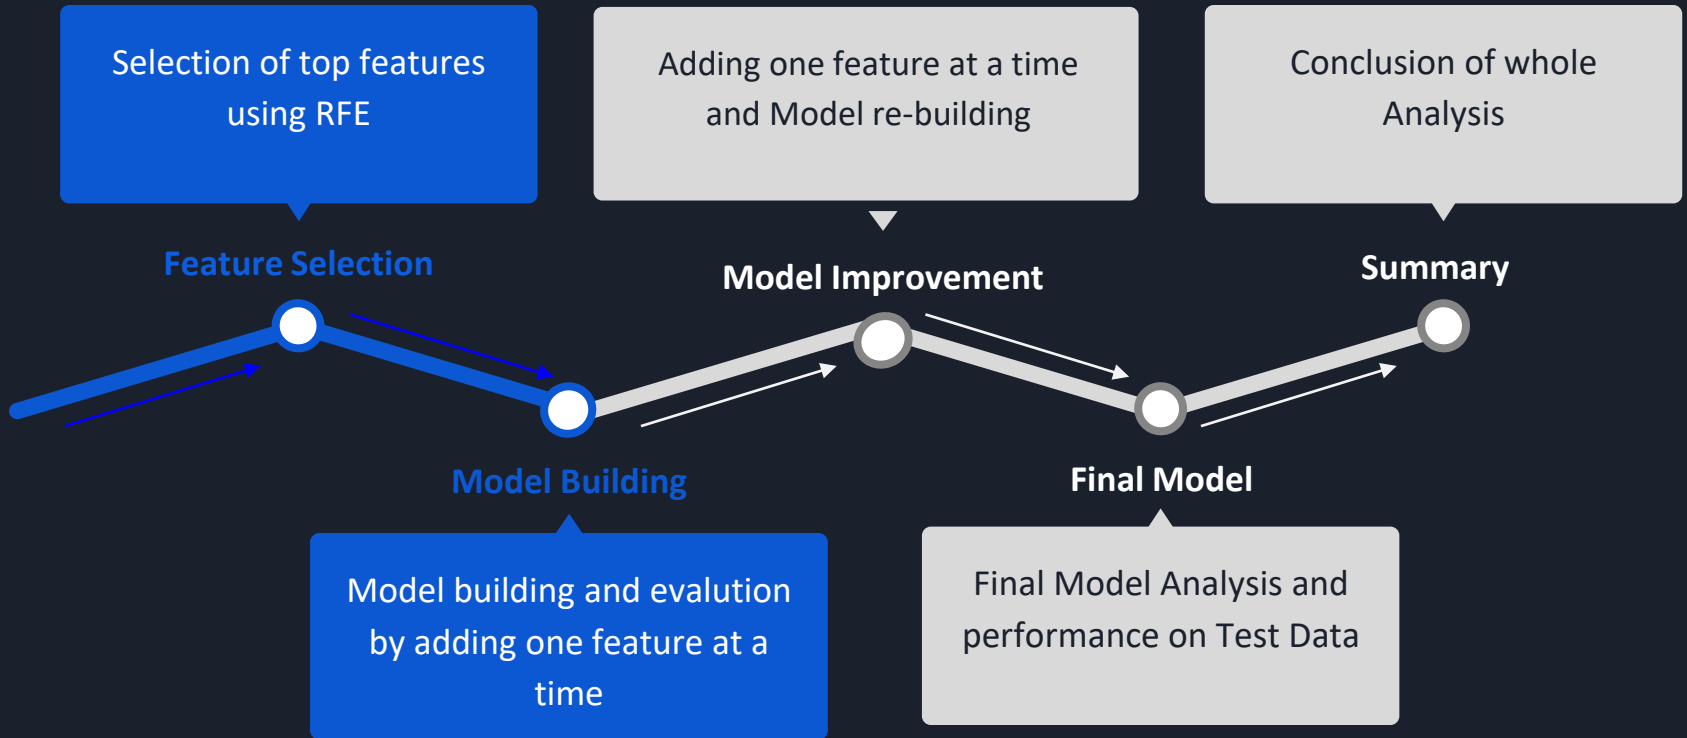 Selection of top features
using RFE
Feature Selection
Model Building
Model building and evalution
by adding one feature at a
time
Adding one feature at a time
and Model re-building
Model Improvement
Final Model
Final Model Analysis and
performance on Test Data
Conclusion of whole
Analysis
Summary